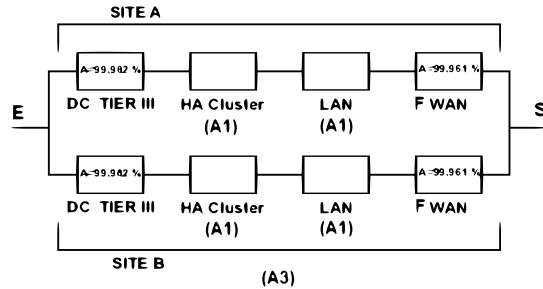 SITE A
A=99.982 % A=99.961 %
DC TIER III HA Cluster LAN F WAN
(A1) (A1)
E S
A=99.982 % A=99.961 %
DC TIER III HA Cluster LAN F WAN
(A1) (A1)
SITE B
(A3)